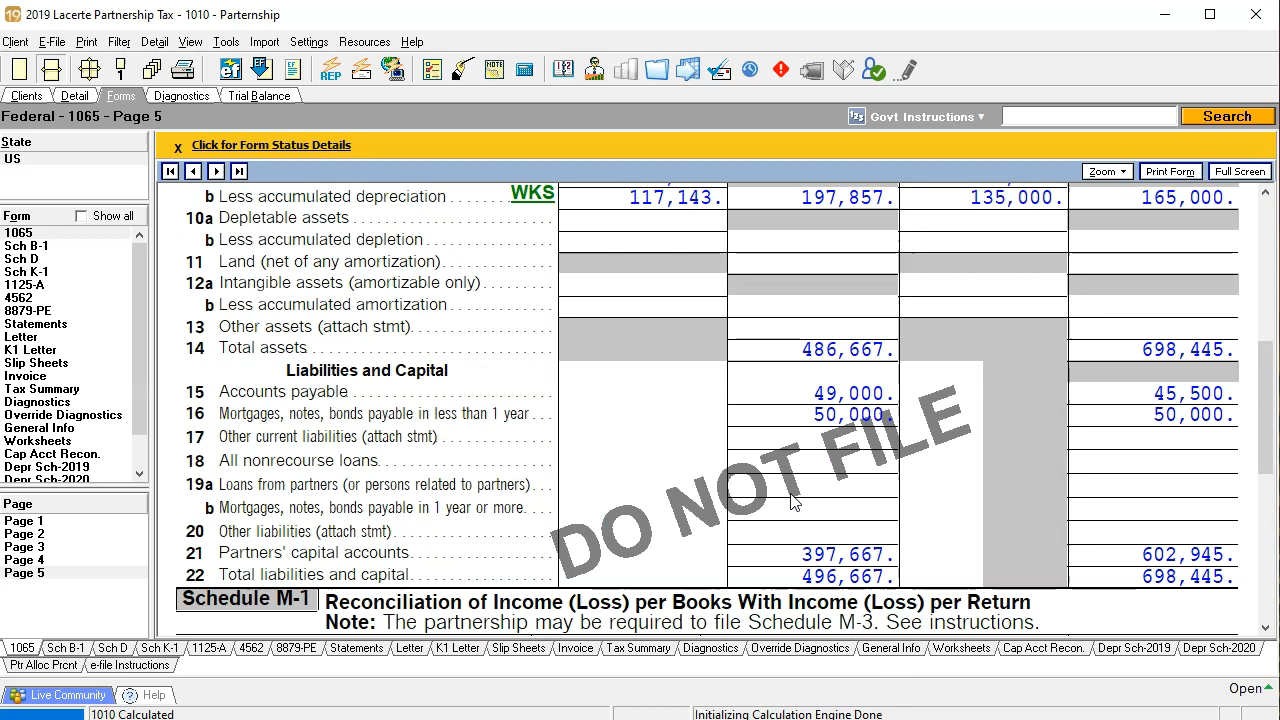 19 2019 Lacerte Partnership Tax - 1010 - Parternship
Client E-File Print Filter Detail View Tools Import Settings Resources Help
Clients Detail Forms Diagnostics Trial Balance
Federal - 1065 - Page 5
Govt Instructions
Search
State
US
Form Show all
1065
Sch B-1
Sch D
Sch K-1
1125-A
4562
8879-PE
Statements
Letter
K1 Letter
Slip Sheets
Invoice
Tax Summary
Diagnostics
Override Diagnostics
General Info
Worksheets
Cap Acct Recon.
Depr Sch-2019
Depr Sch-2020
Page
Page 1
Page 2
Page 3
Page 4
Page 5
x Click for Form Status Details
Zoom Print Form Full Screen
b Less accumulated depreciation WKS 117,143. 197,857. 135,000. 165,000.
10a Depletable assets
b Less accumulated depletion
11 Land (net of any amortization)
12a Intangible assets (amortizable only)
b Less accumulated amortization
13 Other assets (attach stmt)
14 Total assets 486,667. 698,445.
Liabilities and Capital
15 Accounts payable 49,000. 45,500.
16 Mortgages, notes, bonds payable in less than 1 year 50,000. 50,000.
17 Other current liabilities (attach stmt)
18 All nonrecourse loans
19a Loans from partners (or persons related to partners)
b Mortgages, notes, bonds payable in 1 year or more
20 Other liabilities (attach stmt)
21 Partners' capital accounts 397,667. 602,945.
22 Total liabilities and capital 496,667. 698,445.
DO NOT FILE
Schedule M-1 Reconciliation of Income (Loss) per Books With Income (Loss) per Return
Note: The partnership may be required to file Schedule M-3. See instructions.
1065 Sch B-1 Sch D Sch K-1 1125-A 4562 8879-PE Statements Letter K1 Letter Slip Sheets Invoice Tax Summary Diagnostics Override Diagnostics General Info Worksheets Cap Acct Recon. Depr Sch-2019 Depr Sch-2020
Ptr Alloc Prcnt e-file Instructions
Live Community Help Open
1010 Calculated Initializing Calculation Engine Done